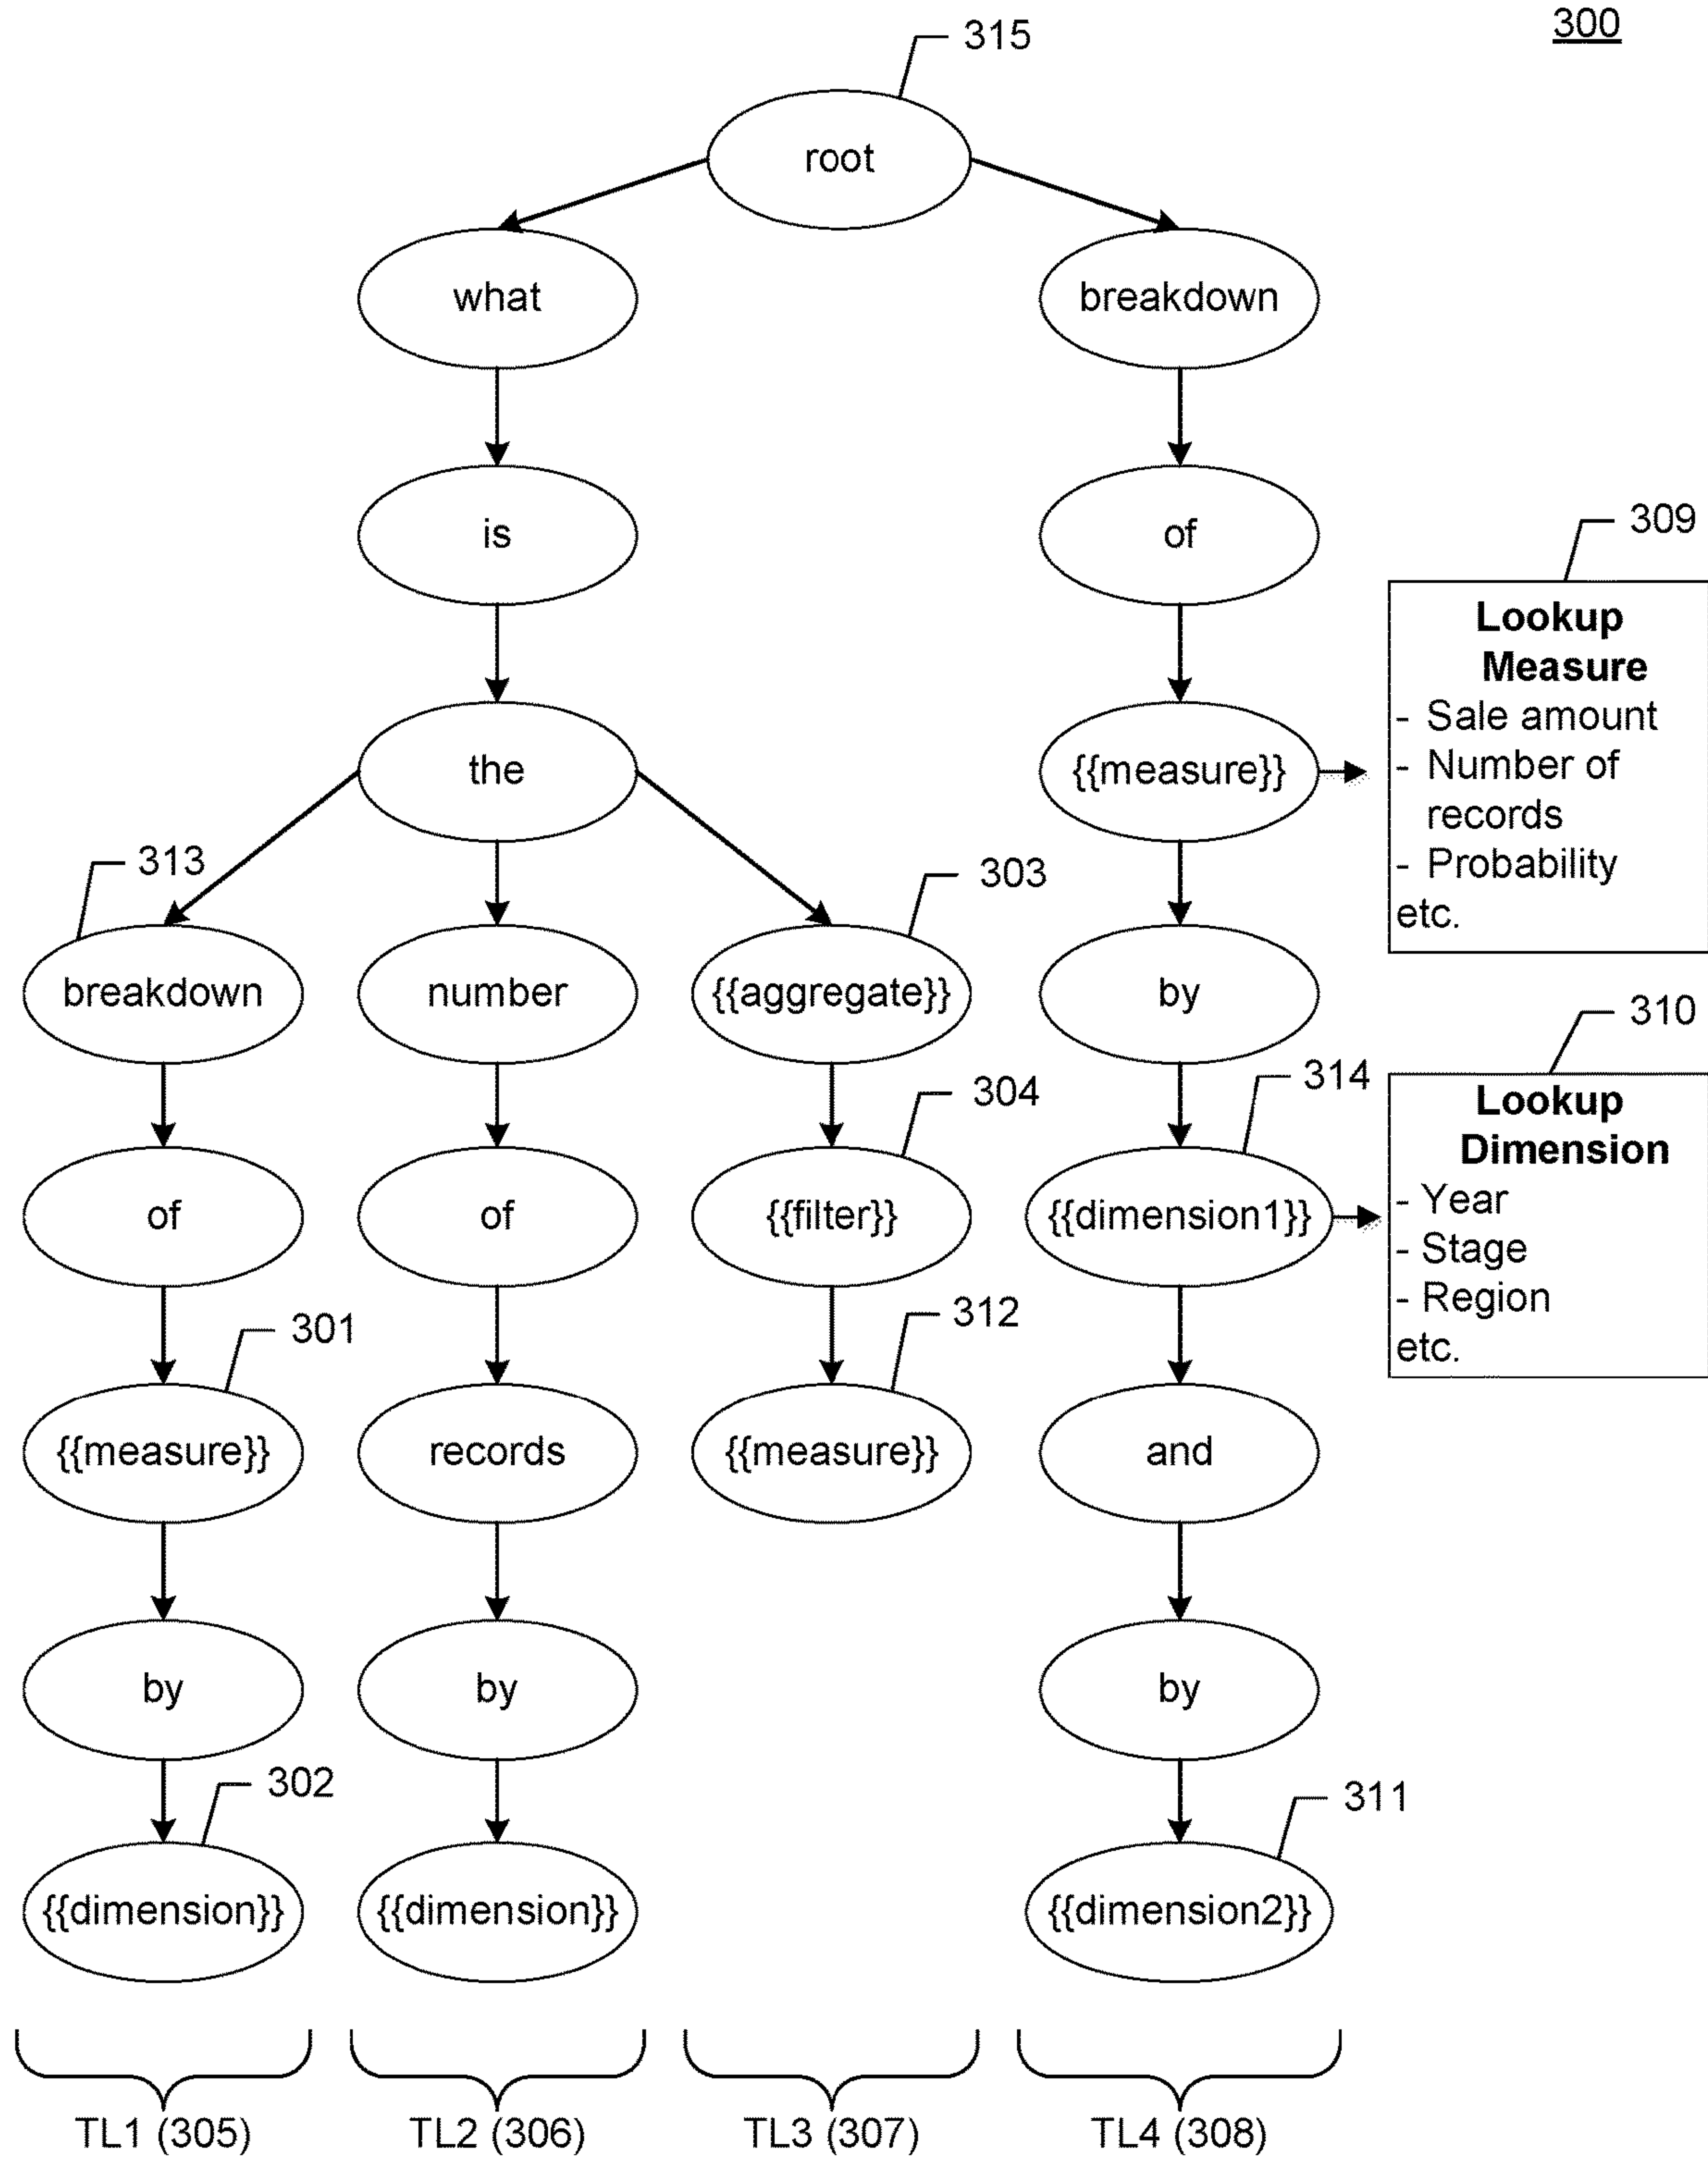 300
315
root
what
breakdown
is
of
309
Lookup
Measure
- Sale amount
- Number of
records
- Probability
etc.
the
{{measure}}
313
303
breakdown
number
{{aggregate}}
by
310
Lookup
Dimension
- Year
- Stage
- Region
etc.
304
314
of
of
{{filter}}
{{dimension1}}
301
312
{{measure}}
records
{{measure}}
and
by
by
by
302
311
{{dimension}}
{{dimension}}
{{dimension2}}
TL1 (305)
TL2 (306)
TL3 (307)
TL4 (308)